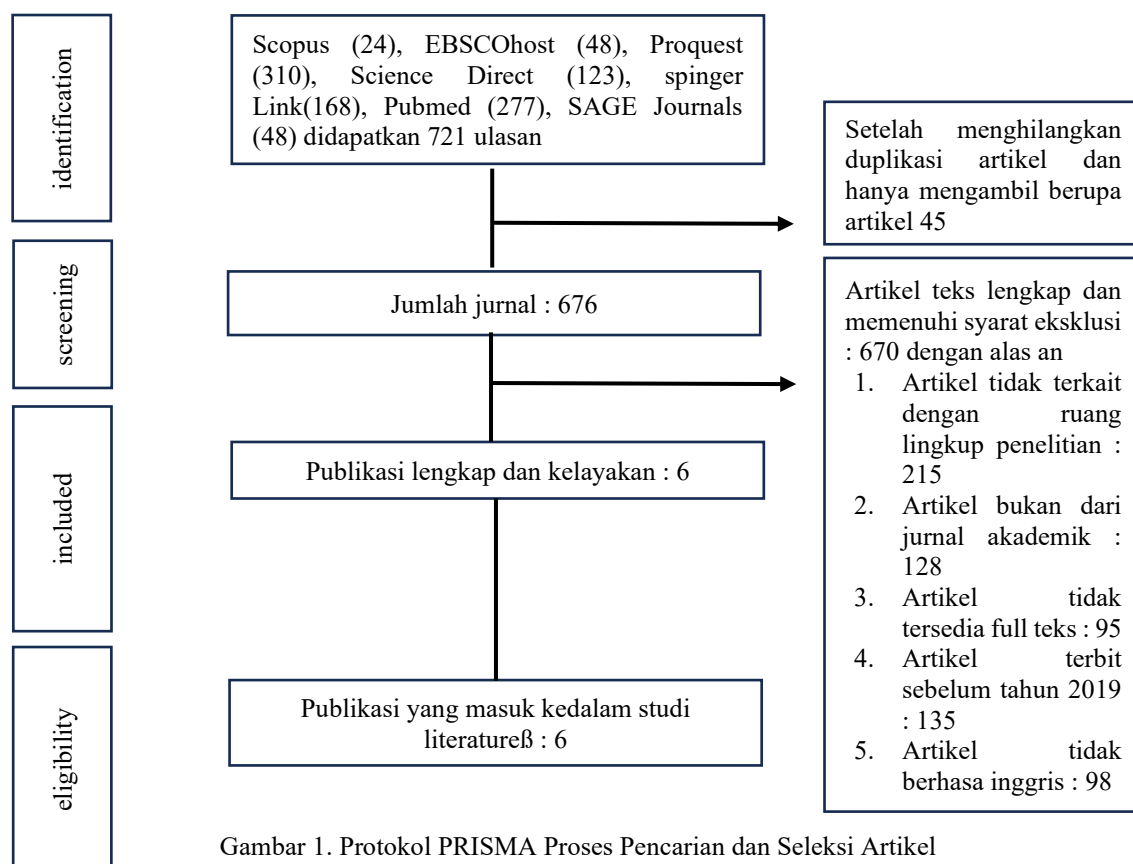 identification
Scopus (24), EBSCOhost (48), Proquest
(310), Science Direct (123), spinger
Link(168), Pubmed (277), SAGE Journals
(48) didapatkan 721 ulasan
Setelah menghilangkan
duplikasi artikel dan
hanya mengambil berupa
artikel 45
screening
Jumlah jurnal : 676
Artikel teks lengkap dan
memenuhi syarat eksklusi
: 670 dengan alas an
1. Artikel tidak terkait
dengan ruang
lingkup penelitian :
215
2. Artikel bukan dari
jurnal akademik :
128
3. Artikel tidak
tersedia full teks : 95
4. Artikel terbit
sebelum tahun 2019
: 135
5. Artikel tidak
berhasa inggris : 98
included
Publikasi lengkap dan kelayakan : 6
eligibility
Publikasi yang masuk kedalam studi
literatureß : 6
Gambar 1. Protokol PRISMA Proses Pencarian dan Seleksi Artikel